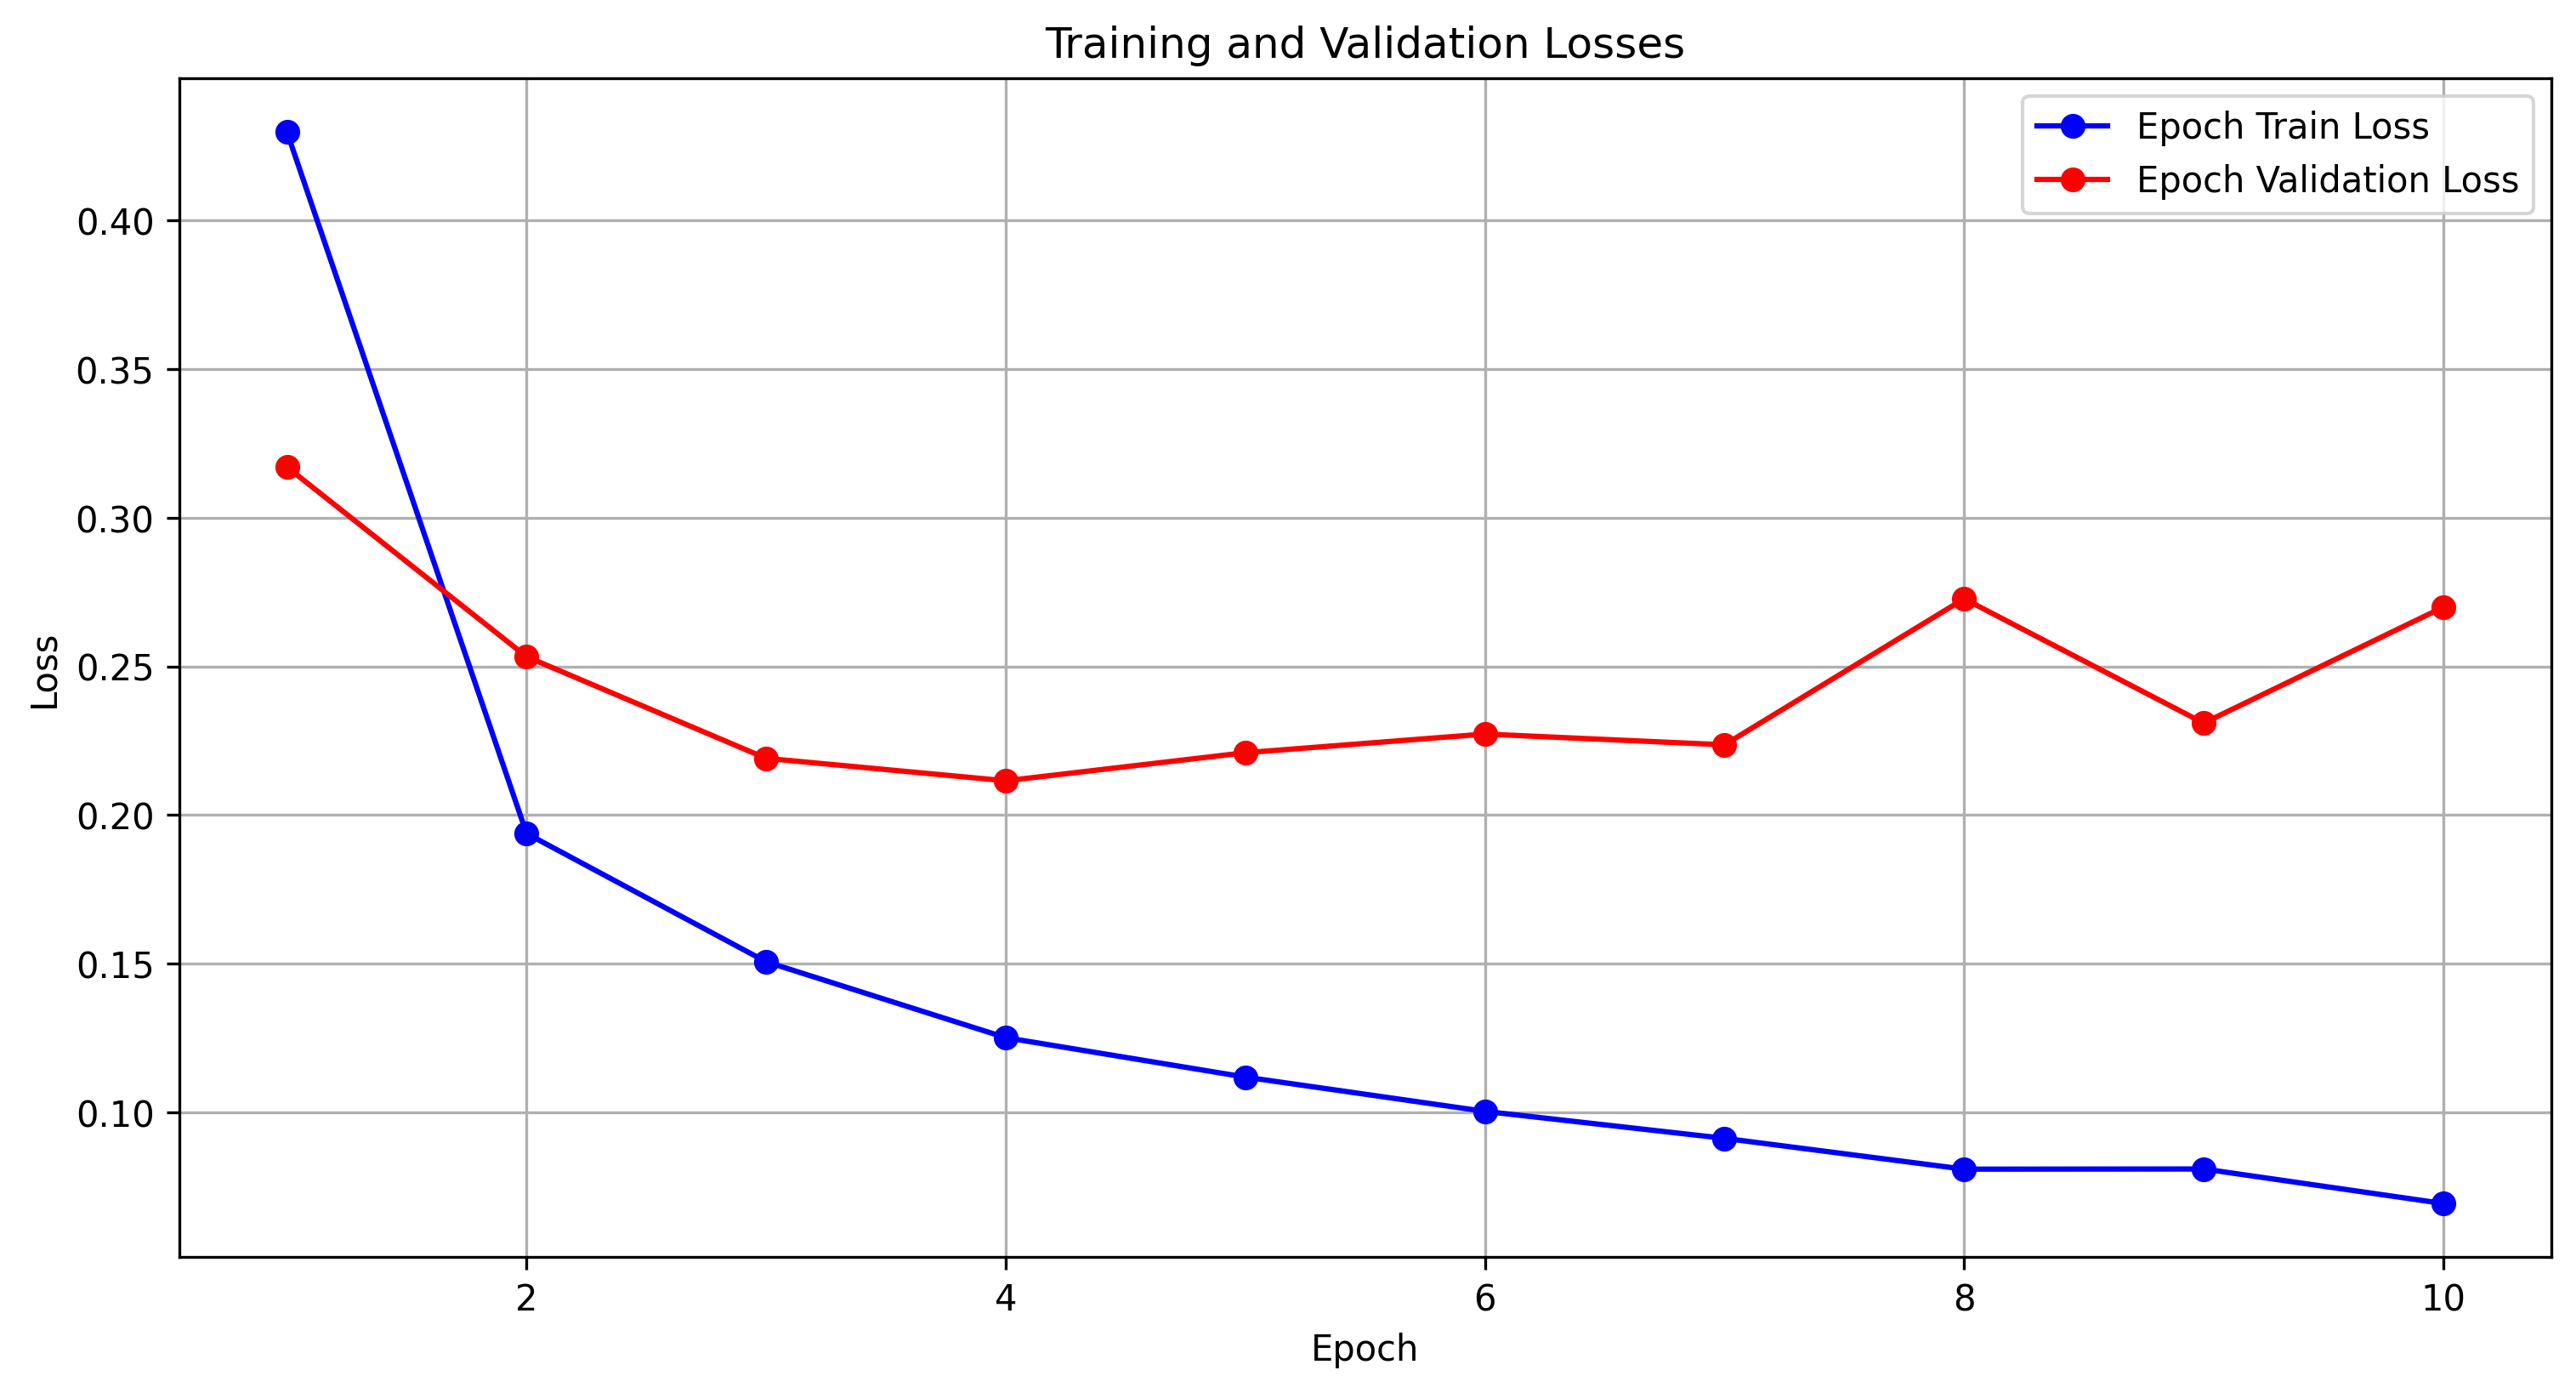 Training and Validation Losses
Epoch Train Loss
Epoch Validation Loss
0.40
0.35
0.30
0.25
0.20
0.15
0.10
Loss
2 4 6 8 10
Epoch